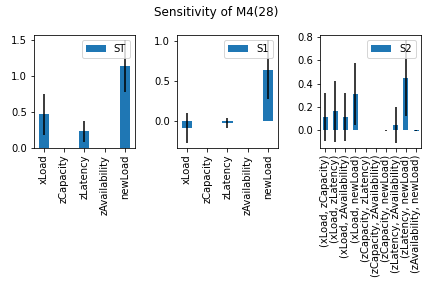 Sensitivity of M4(28)
ST
1.5
1.0
0.5
0.0
xLoad
zCapacity
zLatency
zAvailability
newLoad
S1
1.0
0.5
0.0
xLoad
zCapacity
zLatency
zAvailability
newLoad
S2
0.8
0.6
0.4
0.2
0.0
(xLoad, zCapacity)
(xLoad, zLatency)
(xLoad, zAvailability)
(xLoad, newLoad)
(zCapacity, zLatency)
(zCapacity, zAvailability)
(zCapacity, newLoad)
(zLatency, zAvailability)
(zLatency, newLoad)
(zAvailability, newLoad)